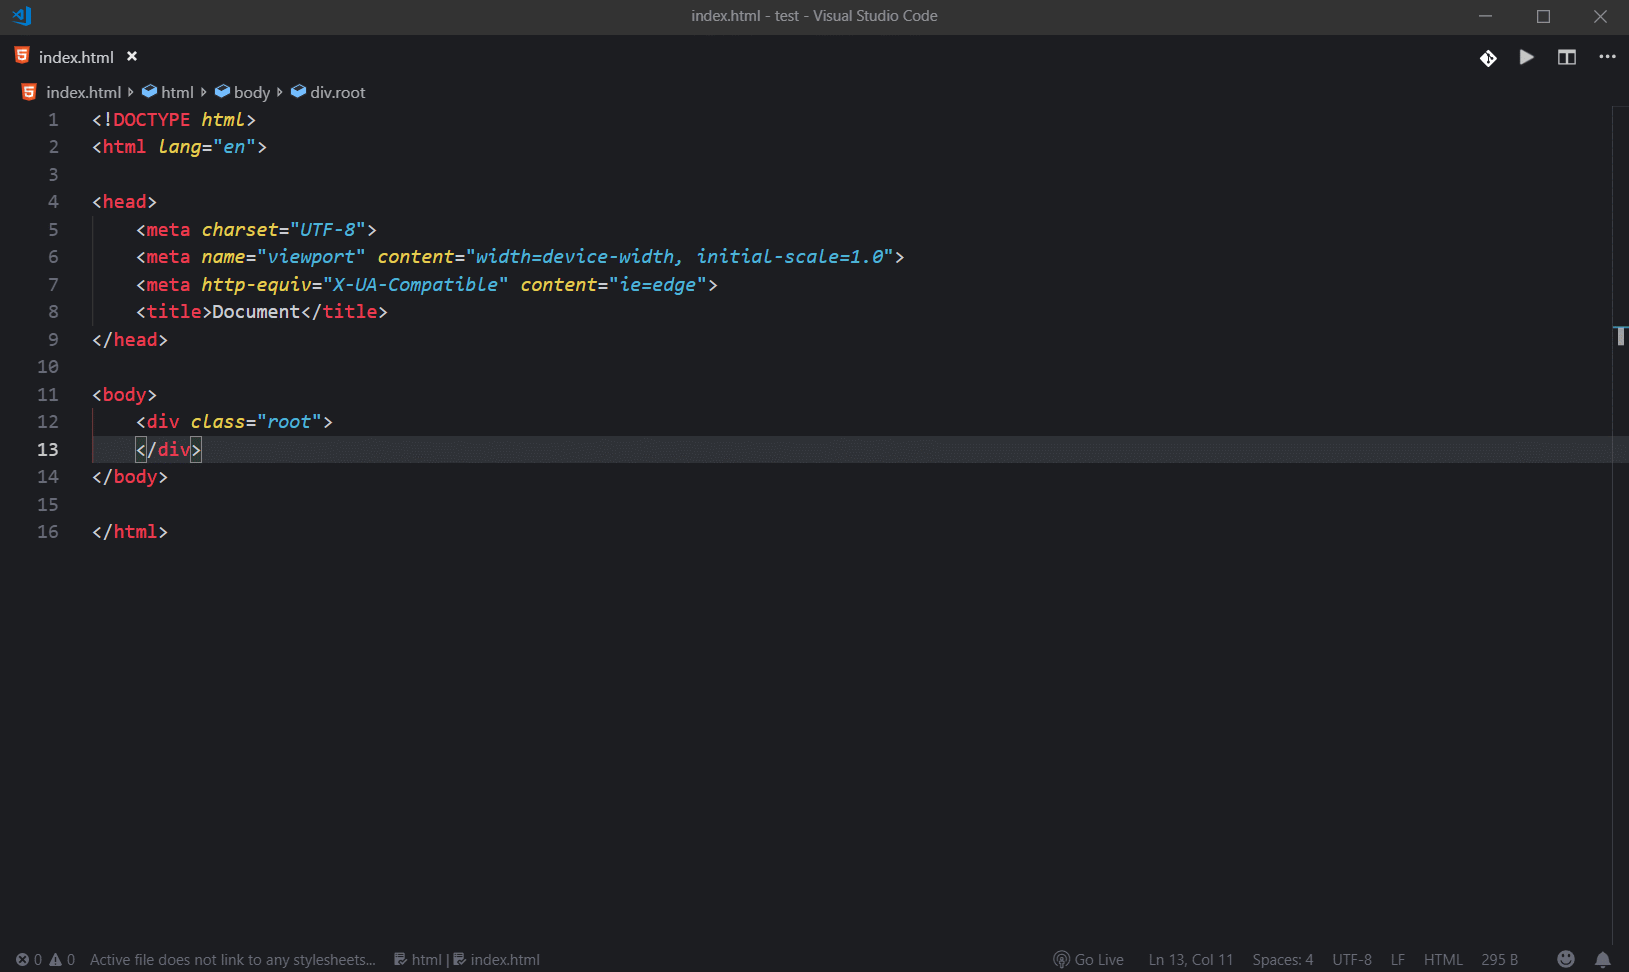 index.html - test - Visual Studio Code
index.html
index.html html body div.root
1 <!DOCTYPE html>
2 <html lang="en">
3
4 <head>
5     <meta charset="UTF-8">
6     <meta name="viewport" content="width=device-width, initial-scale=1.0">
7     <meta http-equiv="X-UA-Compatible" content="ie=edge">
8     <title>Document</title>
9 </head>
10
11 <body>
12     <div class="root">
13     </div>
14 </body>
15
16 </html>
0 0 Active file does not link to any stylesheets... html | index.html Go Live Ln 13, Col 11 Spaces: 4 UTF-8 LF HTML 295 B